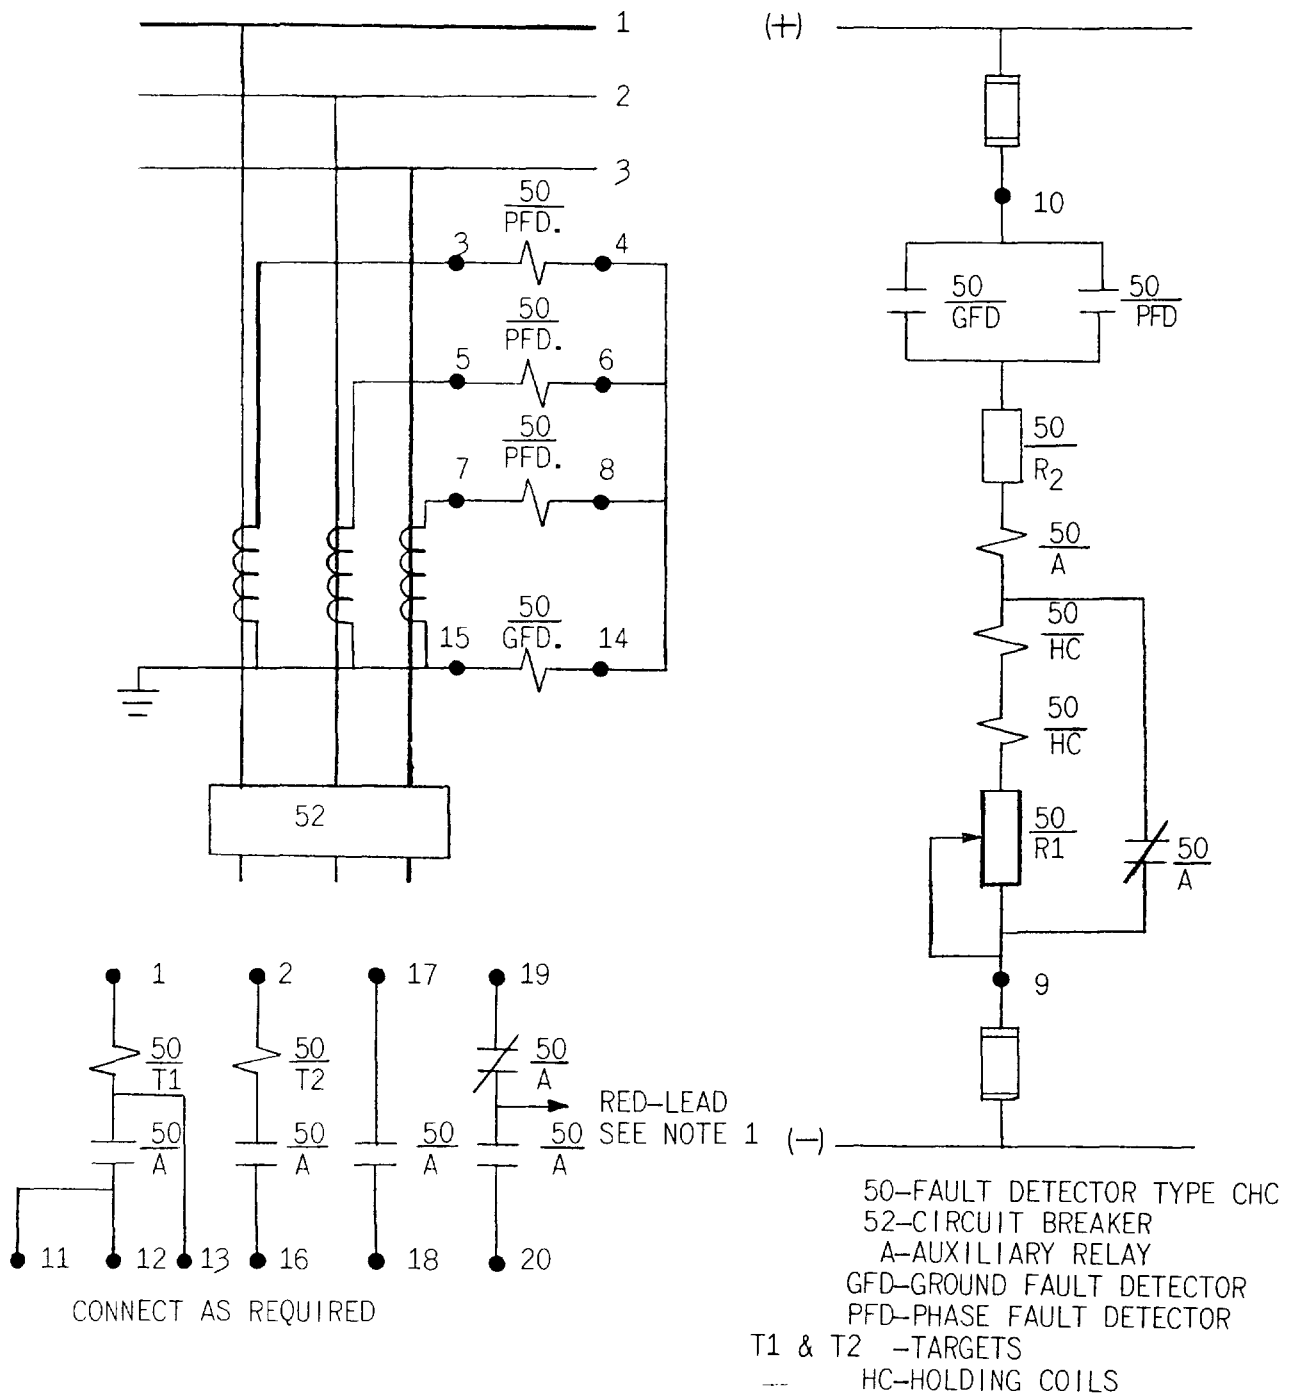 1
(+)
2
3
50
PFD.
3
4
10
50
GFD
50
PFD
50
PFD.
5
6
50
PFD.
7
8
50
R2
50
A
50
GFD.
15
14
50
HC
50
HC
52
50
R1
50
A
1
2
17
19
50
T1
50
T2
50
A
RED-LEAD
SEE NOTE 1
(-)
9
50
A
50
A
50
A
50
A
11
12
13
16
18
20
CONNECT AS REQUIRED
50-FAULT DETECTOR TYPE CHC
52-CIRCUIT BREAKER
A-AUXILIARY RELAY
GFD-GROUND FAULT DETECTOR
PFD-PHASE FAULT DETECTOR
T1 & T2 -TARGETS
— HC-HOLDING COILS